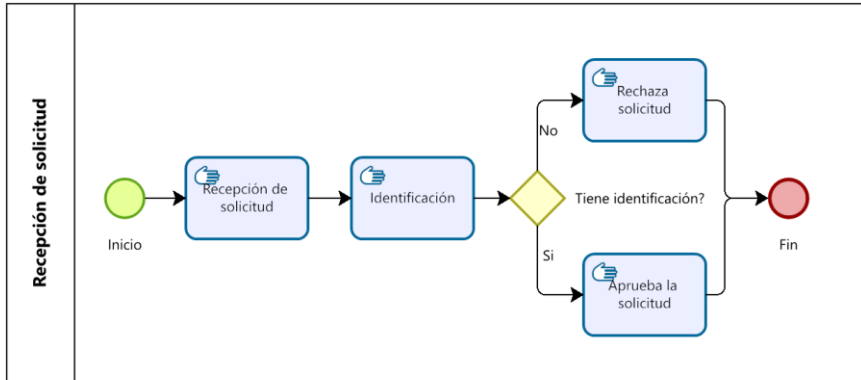 Recepción de solicitud
Inicio
Recepción de
solicitud
Identificación
No
Tiene identificación?
Si
Rechaza
solicitud
Aprueba la
solicitud
Fin